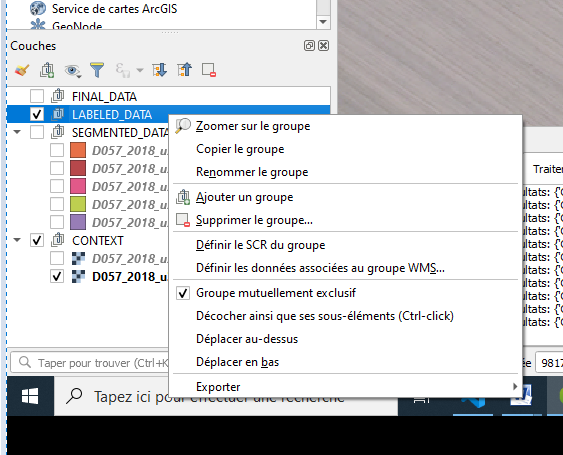 Service de cartes ArcGIS
GeoNode
Couches
FINAL_DATA
LABELED_DATA
SEGMENTED_DATA
D057_2018_u
D057_2018_u
D057_2018_u
D057_2018_u
D057_2018_u
CONTEXT
D057_2018_u
D057_2018_u
Zoomer sur le groupe
Copier le groupe
Renommer le groupe
Ajouter un groupe
Supprimer le groupe...
Définir le SCR du groupe
Définir les données associées au groupe WMS...
Groupe mutuellement exclusif
Décocher ainsi que ses sous-éléments (Ctrl-click)
Déplacer au-dessus
Déplacer en bas
Exporter
Traiter
ultats: {'
ultats: {'
ultats: {'
ultats: {'
ultats: {'
ultats: {'
ultats: {'
ultats: {'
ultats: {'
ultats: {'
Taper pour trouver (Ctrl+K
ée 9817
Tapez ici pour effectuer une recherche